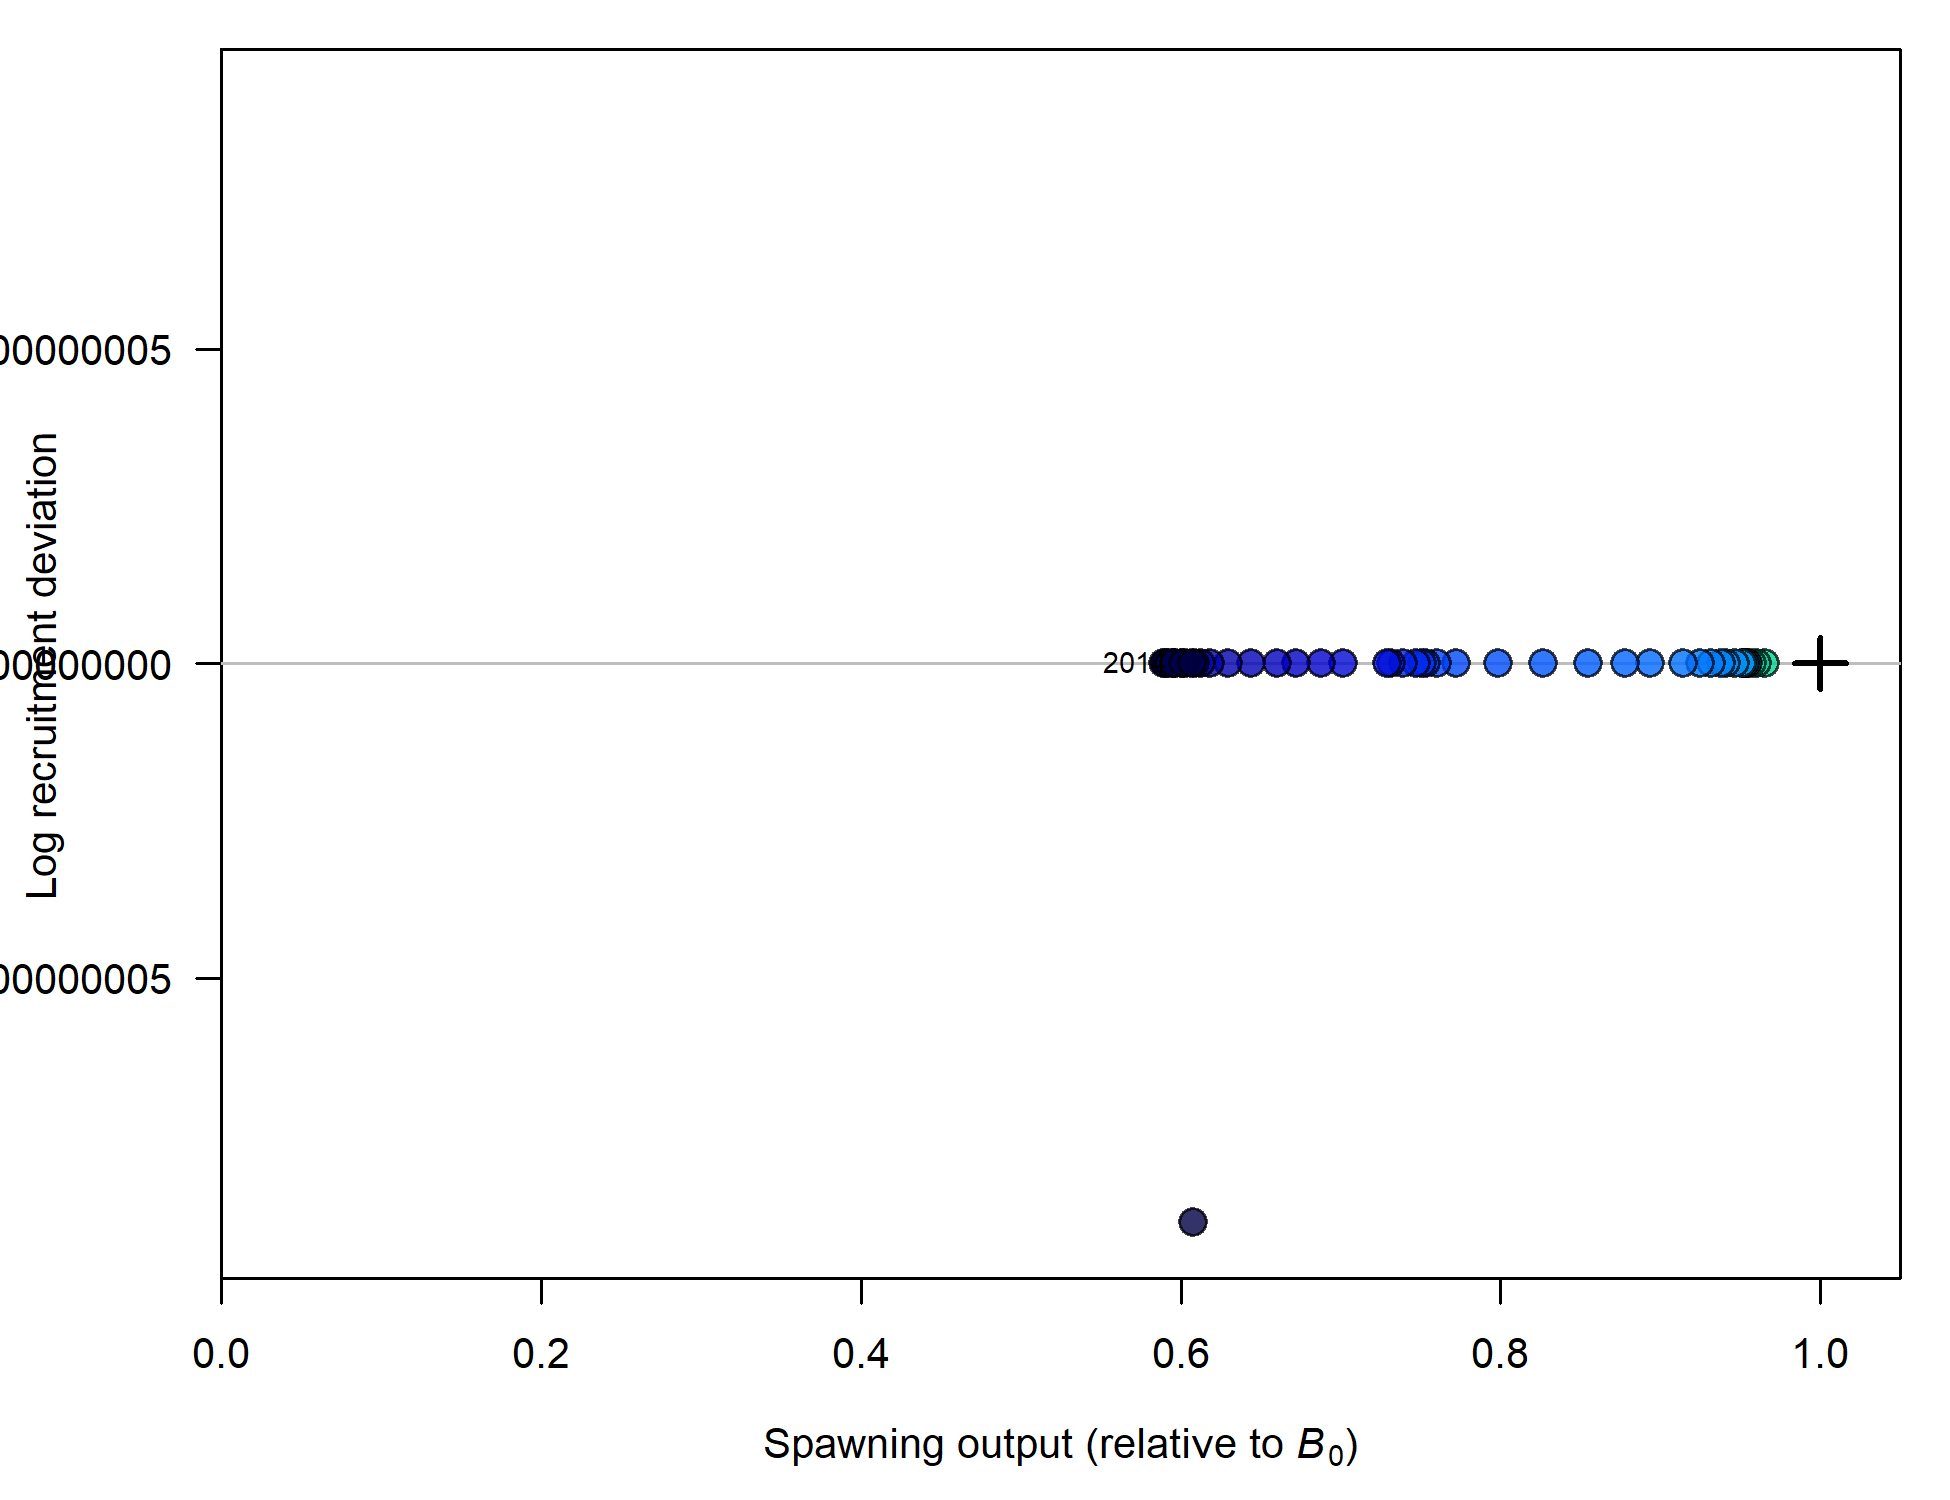 Log recruitment deviation
00000005
00000000
00000005
201
0.0 0.2 0.4 0.6 0.8 1.0
Spawning output (relative to B0)